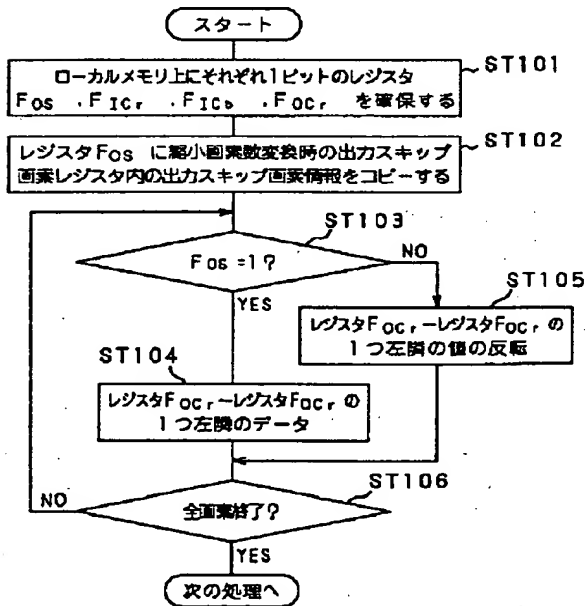 スタート
ST101
ローカルメモリ上にそれぞれ1ビットのレジスタ
FOS ,FICr ,FICb ,FOCr を確保する
ST102
レジスタFOS に縮小画素数変換時の出力スキップ
画素レジスタ内の出力スキップ画素情報をコピーする
ST103
FOS =1?
NO
YES
ST105
レジスタFOCr ーレジスタFOCr の
1つ左隣の値の反転
ST104
レジスタFOCr ーレジスタFOCr の
1つ左隣のデータ
ST106
NO
全画素終了?
YES
次の処理へ